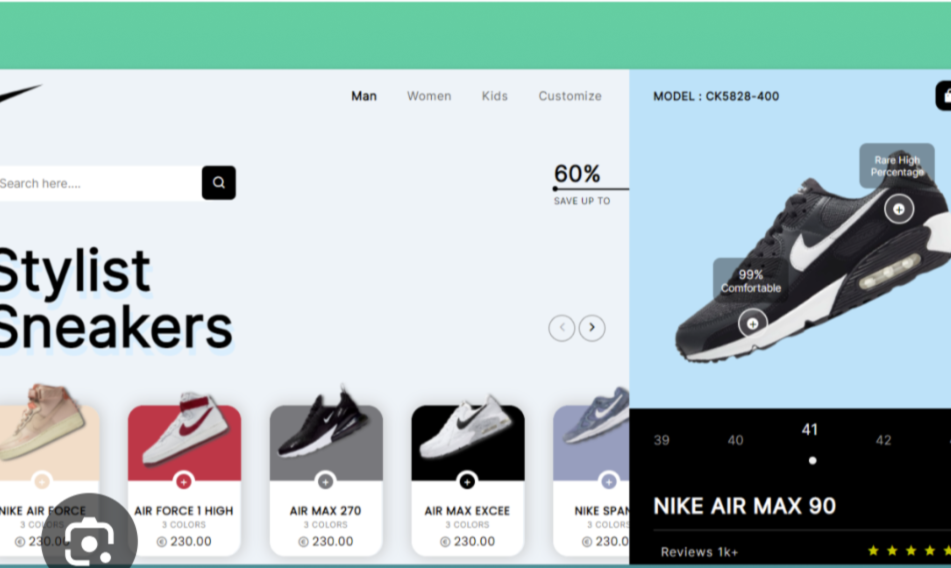 Man Women Kids Customize
Search here....
60%
SAVE UP TO
Stylist
Sneakers
NIKE AIR FORCE
3 COLORS
230.00
AIR FORCE 1 HIGH
3 COLORS
€ 230.00
AIR MAX 270
3 COLORS
€ 230.00
AIR MAX EXCEE
3 COLORS
€ 230.00
NIKE SPAN
3 COLORS
€ 230.0
MODEL : CK5828-400
Rare High
Percentage
99%
Comfortable
39 40 41 42
NIKE AIR MAX 90
Reviews 1k+